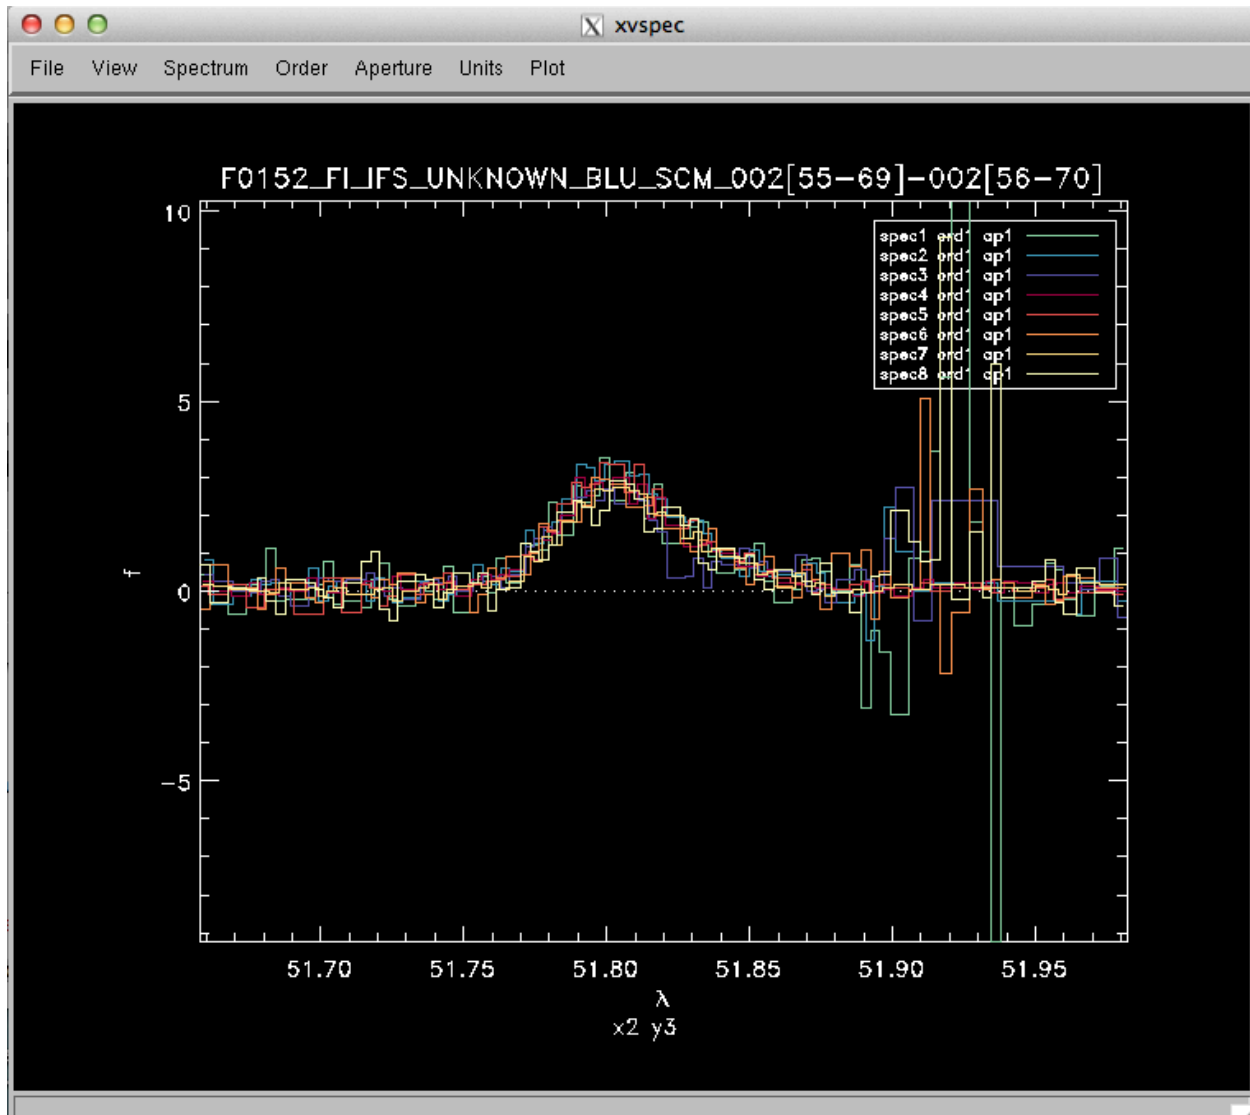 xvspec
File View Spectrum Order Aperture Units Plot
F0152_FI_IFS_UNKNOWN_BLU_SCM_002[55-69]-002[56-70]
spec1 ord1 ap1
spec2 ord1 ap1
spec3 ord1 ap1
spec4 ord1 ap1
spec5 ord1 ap1
spec6 ord1 ap1
spec7 ord1 ap1
spec8 ord1 ap1
10
5
0
-5
f
51.70 51.75 51.80 51.85 51.90 51.95
λ
x2 y3